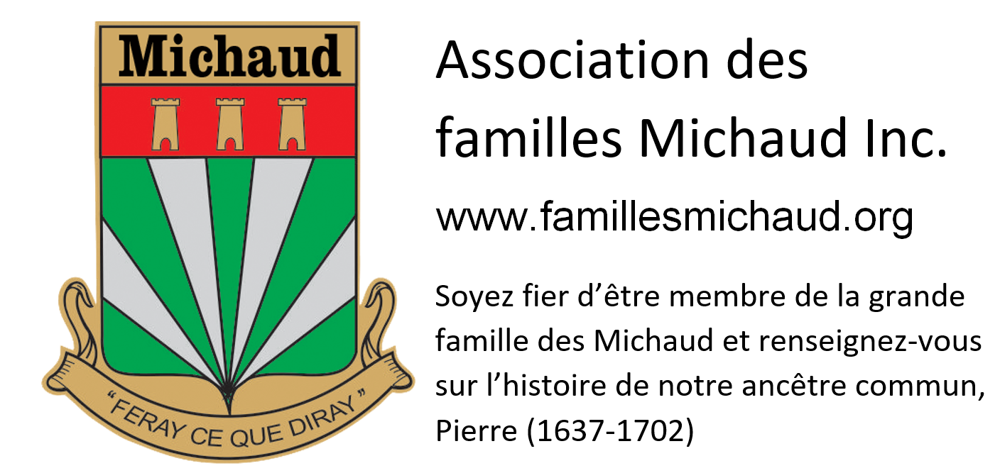 Michaud
"FERAY CE QUE DIRAY"
Association des
familles Michaud Inc.
www.famillesmichaud.org
Soyez fier d’être membre de la grande
famille des Michaud et renseignez-vous
sur l’histoire de notre ancêtre commun,
Pierre (1637-1702)